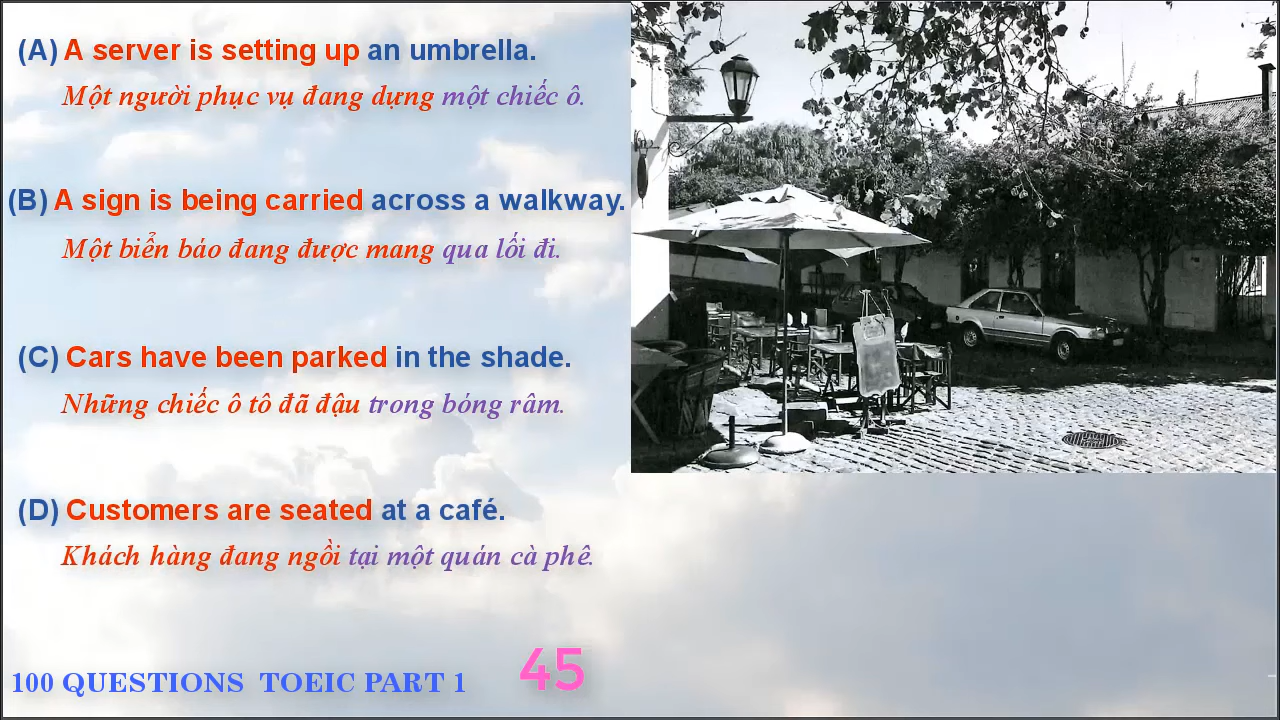 (A) A server is setting up an umbrella.
Một người phục vụ đang dựng một chiếc ô.
(B) A sign is being carried across a walkway.
Một biển báo đang được mang qua lối đi.
(C) Cars have been parked in the shade.
Những chiếc ô tô đã đậu trong bóng râm.
(D) Customers are seated at a café.
Khách hàng đang ngồi tại một quán cà phê.
100 QUESTIONS TOEIC PART 1
45